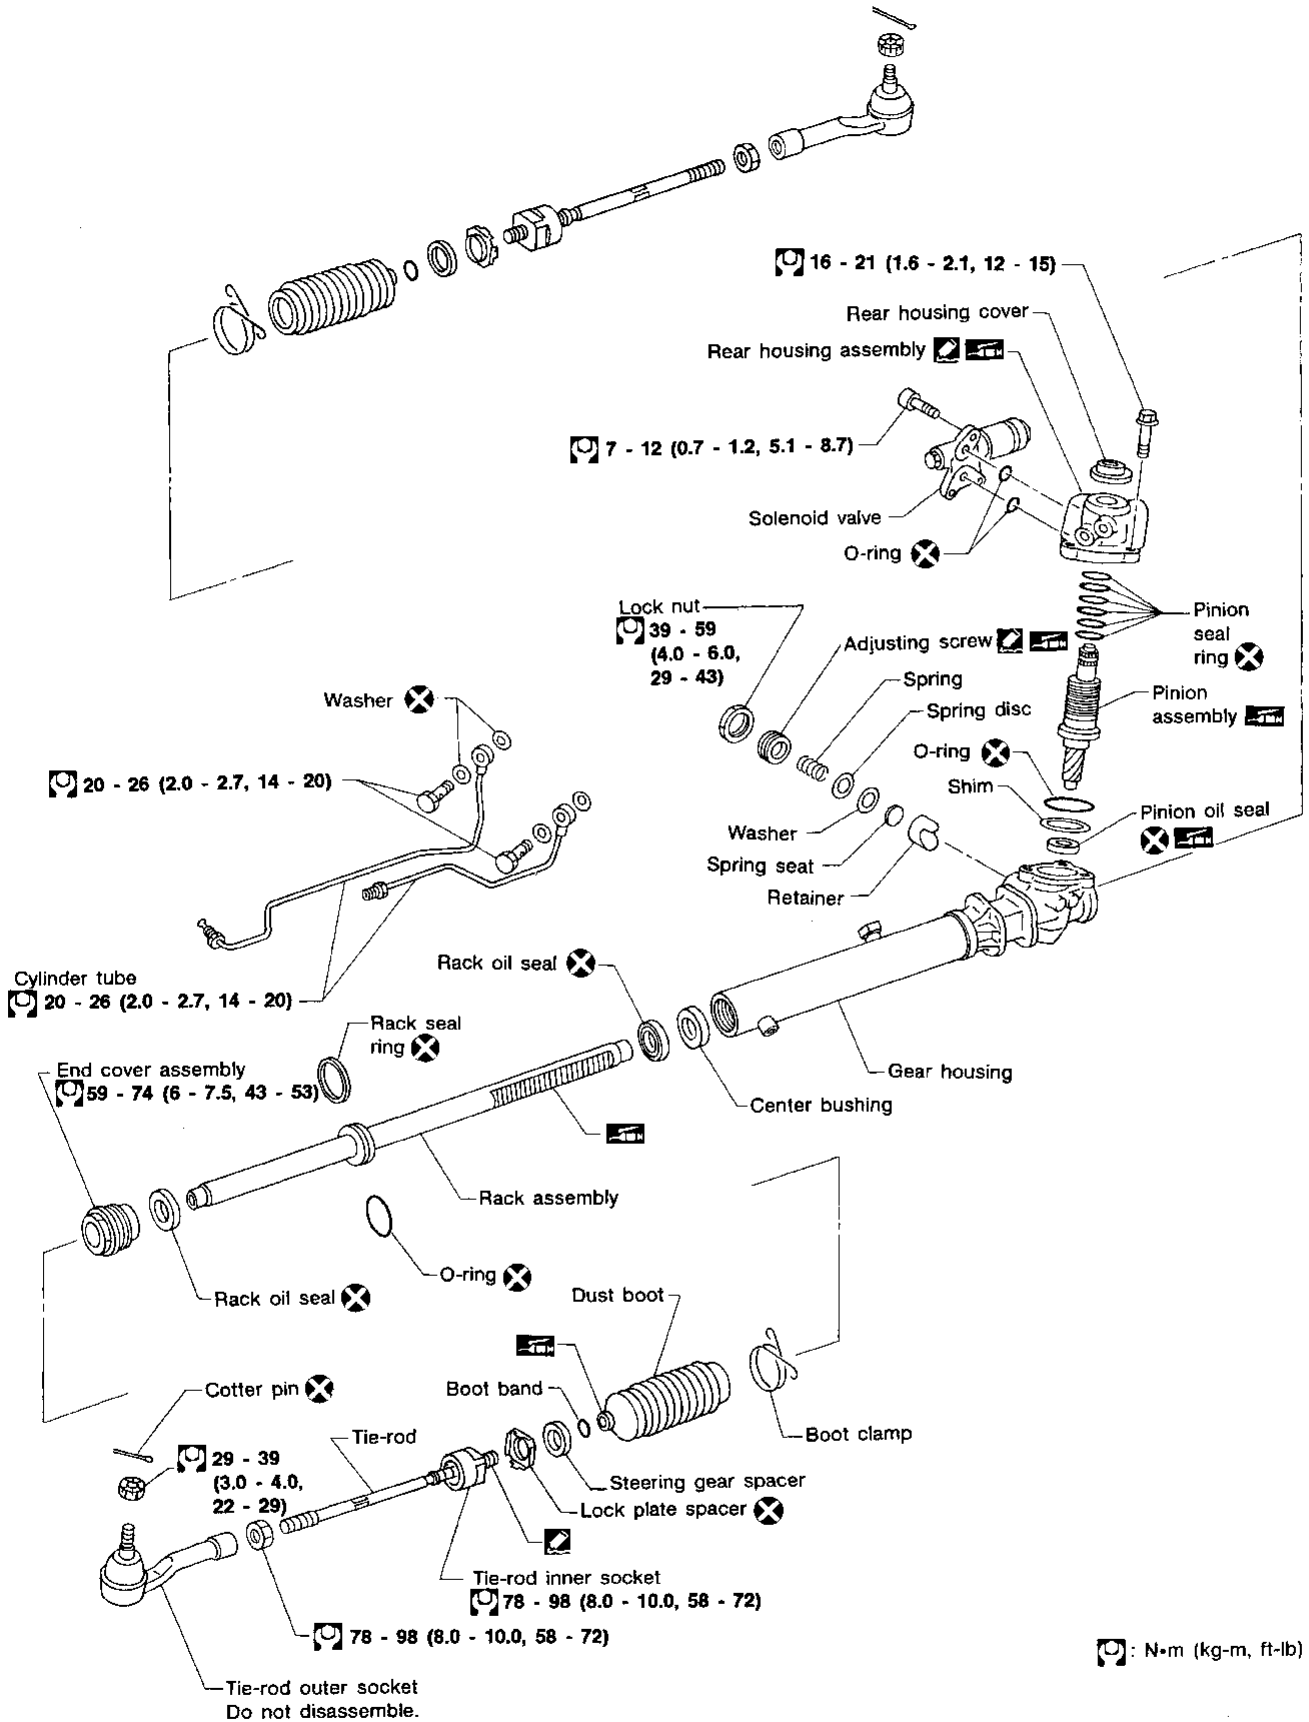 16 - 21 (1.6 - 2.1, 12 - 15)
Rear housing cover
Rear housing assembly
7 - 12 (0.7 - 1.2, 5.1 - 8.7)
Solenoid valve
O-ring
Lock nut
39 - 59
(4.0 - 6.0,
29 - 43)
Adjusting screw
Pinion
seal
ring
Spring
Spring disc
Pinion
assembly
Washer
O-ring
20 - 26 (2.0 - 2.7, 14 - 20)
Shim
Pinion oil seal
Washer
Spring seat
Retainer
Rack oil seal
Cylinder tube
20 - 26 (2.0 - 2.7, 14 - 20)
Rack seal
ring
End cover assembly
59 - 74 (6 - 7.5, 43 - 53)
Gear housing
Center bushing
Rack assembly
O-ring
Rack oil seal
Dust boot
Cotter pin
Boot band
Tie-rod
Boot clamp
29 - 39
(3.0 - 4.0,
22 - 29)
Steering gear spacer
Lock plate spacer
Tie-rod inner socket
78 - 98 (8.0 - 10.0, 58 - 72)
78 - 98 (8.0 - 10.0, 58 - 72)
: N•m (kg-m, ft-lb)
Tie-rod outer socket
Do not disassemble.